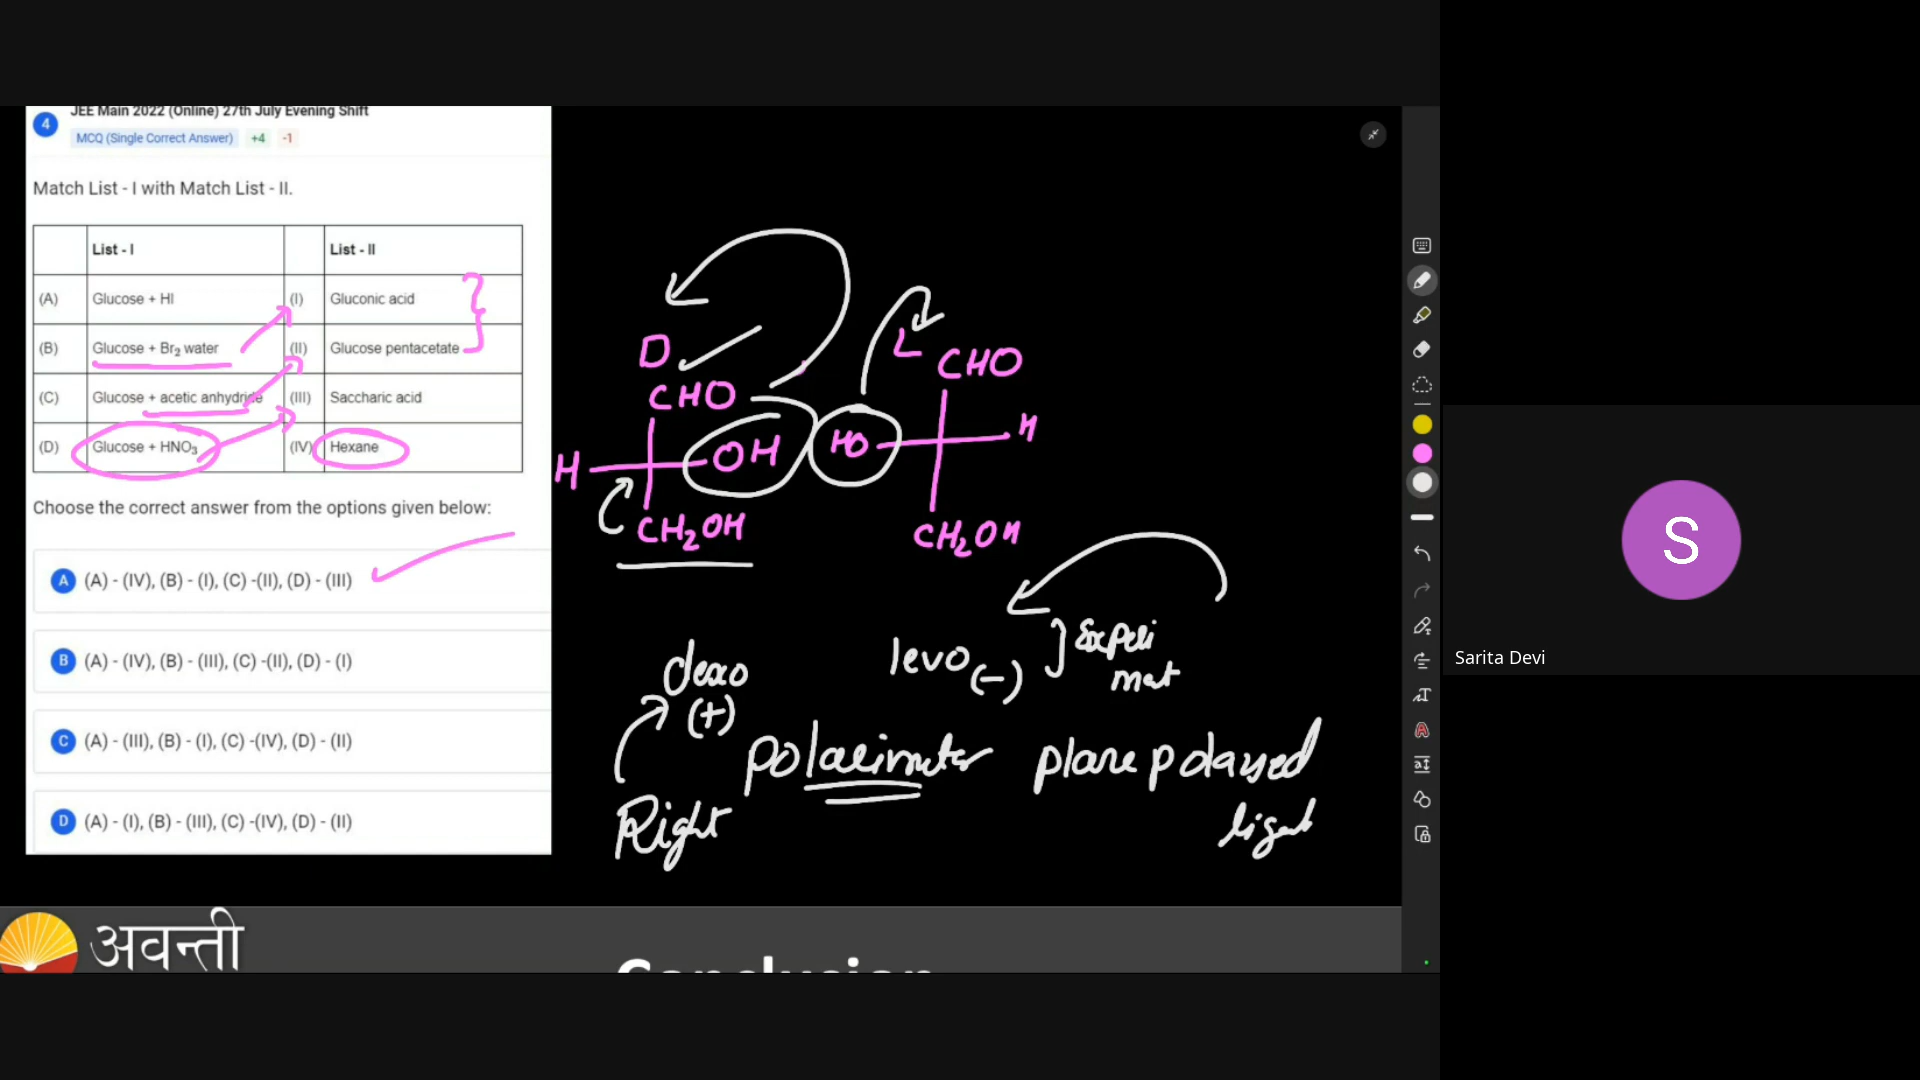 4 JEE Main 2022 (Online) 27th July Evening Shift
MCQ (Single Correct Answer) +4 -1
Match List - I with Match List - II.
List - I List - II
(A) Glucose + HI (I) Gluconic acid
(B) Glucose + Br₂ water (II) Glucose pentacetate
(C) Glucose + acetic anhydride (III) Saccharic acid
(D) Glucose + HNO₃ (IV) Hexane
Choose the correct answer from the options given below:
A (A) - (IV), (B) - (I), (C) -(II), (D) - (III)
B (A) - (IV), (B) - (III), (C) -(II), (D) - (I)
C (A) - (III), (B) - (I), (C) -(IV), (D) - (II)
D (A) - (I), (B) - (III), (C) -(IV), (D) - (II)
D L
CHO CHO
H OH HO H
CH₂OH CH₂OH
dexo levo
(+) (-)
polarimeter plane
Right light
अवन्ती
Conclusion
S
Sarita Devi